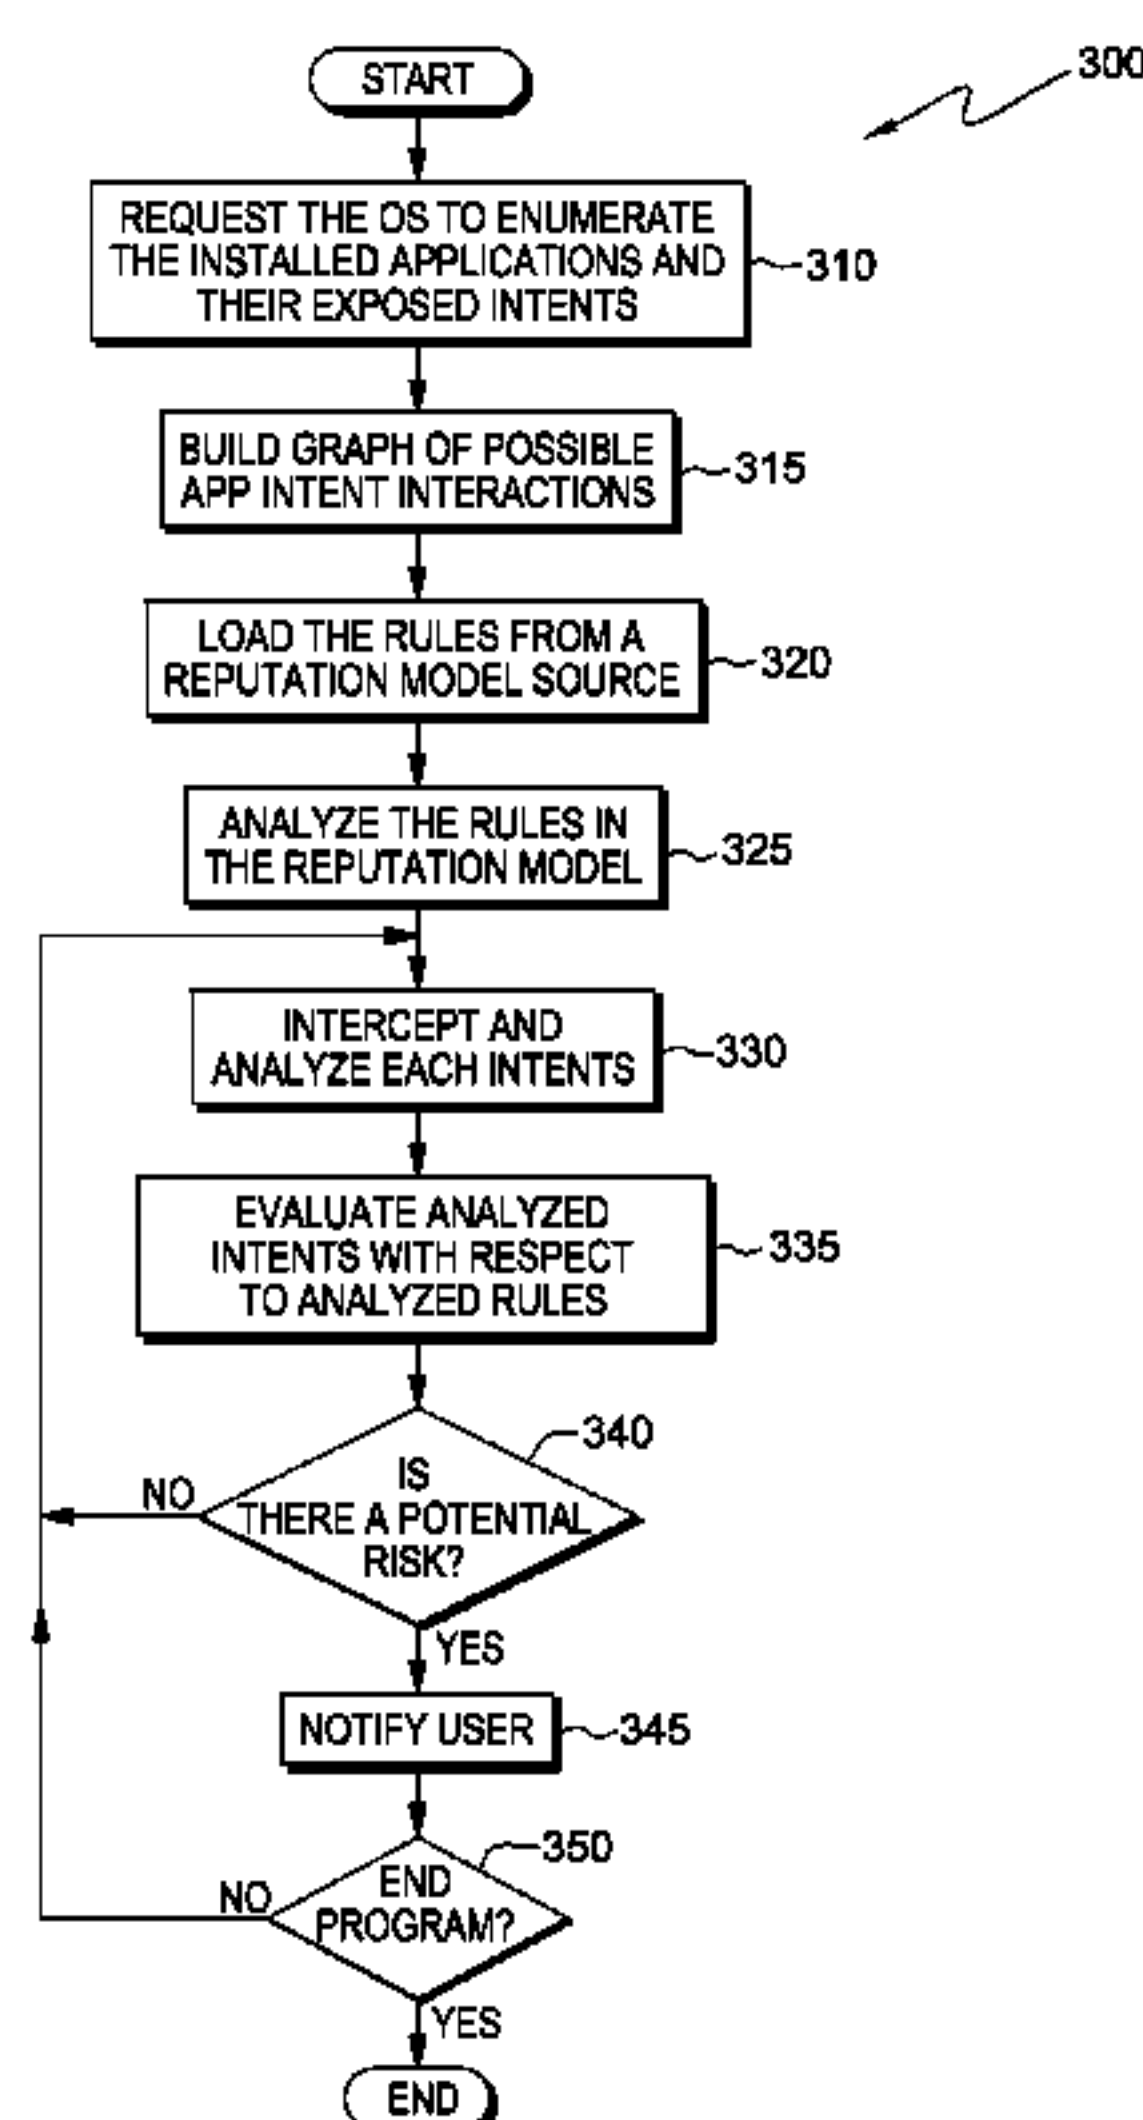 START
300
REQUEST THE OS TO ENUMERATE
THE INSTALLED APPLICATIONS AND
THEIR EXPOSED INTENTS
310
BUILD GRAPH OF POSSIBLE
APP INTENT INTERACTIONS
315
LOAD THE RULES FROM A
REPUTATION MODEL SOURCE
320
ANALYZE THE RULES IN
THE REPUTATION MODEL
325
INTERCEPT AND
ANALYZE EACH INTENTS
330
EVALUATE ANALYZED
INTENTS WITH RESPECT
TO ANALYZED RULES
335
340
IS
THERE A POTENTIAL
RISK?
NO
YES
NOTIFY USER
345
350
END
PROGRAM?
NO
YES
END